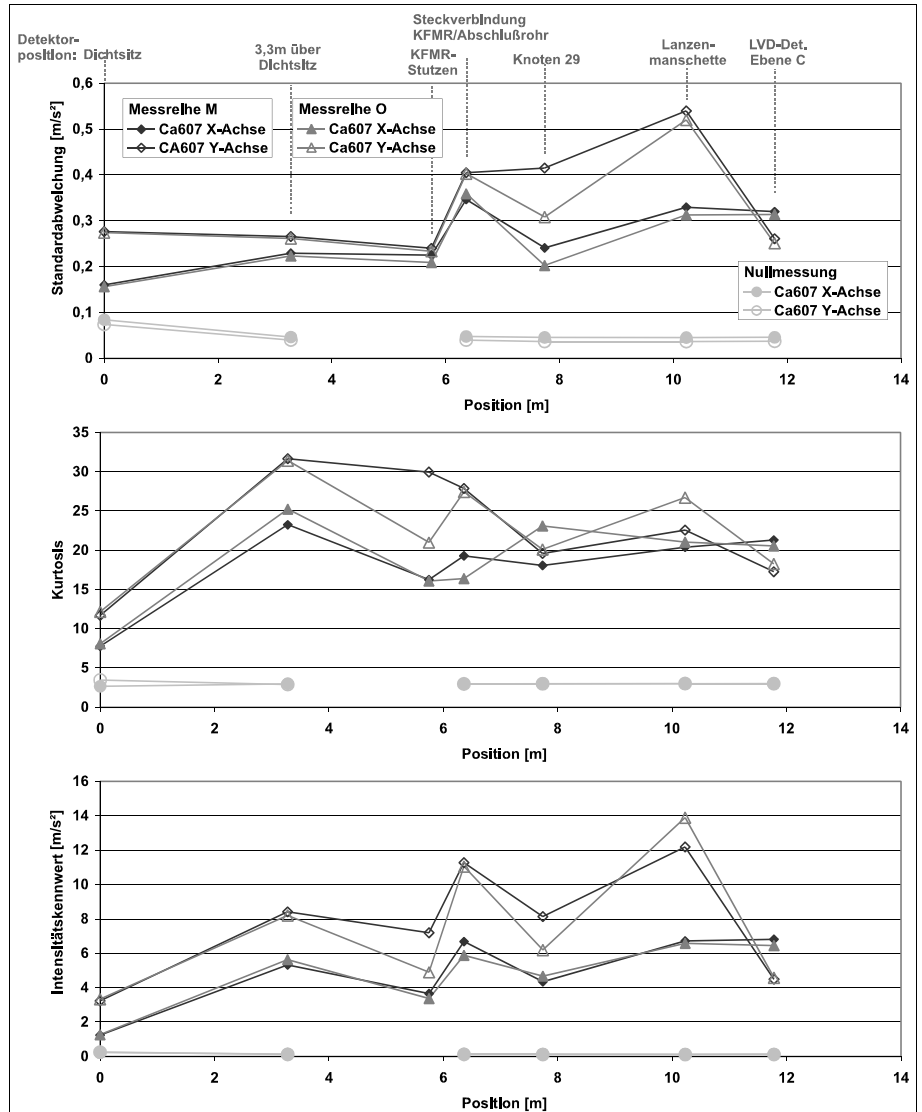 Steckverbindung
KFMR/Abschlußrohr
Detektor-
position: Dichtsitz
3,3m über
Dichtsitz
KFMR-
Stutzen
Knoten 29
Lanzen-
manschette
LVD-Det.
Ebene C
Standardabweichung [m/s²]
0,6
0,5
0,4
0,3
0,2
0,1
0
Messreihe M
Ca607 X-Achse
CA607 Y-Achse
Messreihe O
Ca607 X-Achse
Ca607 Y-Achse
Nullmessung
Ca607 X-Achse
Ca607 Y-Achse
0 2 4 6 8 10 12 14
Position [m]
Kurtosis
35
30
25
20
15
10
5
0
0 2 4 6 8 10 12 14
Position [m]
Intensitätskennwert [m/s²]
16
14
12
10
8
6
4
2
0
0 2 4 6 8 10 12 14
Position [m]